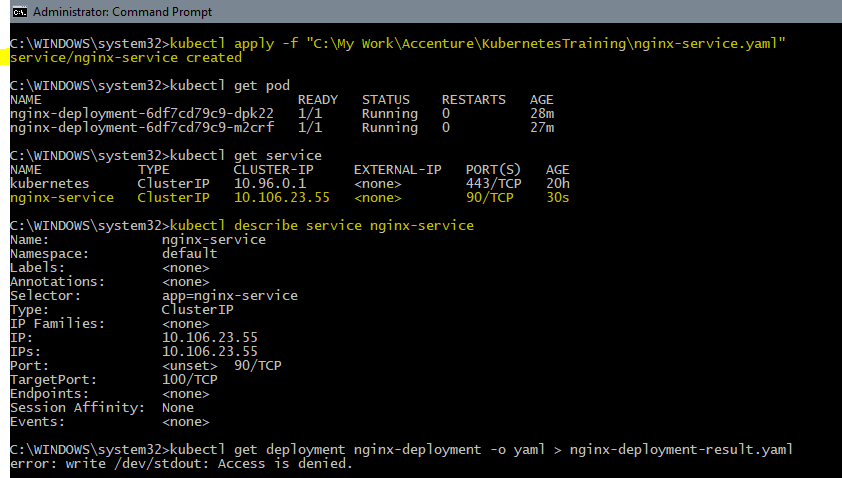 Administrator: Command Prompt
C:\WINDOWS\system32>kubectl apply -f "C:\My Work\Accenture\KubernetesTraining\nginx-service.yaml"
service/nginx-service created
C:\WINDOWS\system32>kubectl get pod
NAME READY STATUS RESTARTS AGE
nginx-deployment-6df7cd79c9-dpk22 1/1 Running 0 28m
nginx-deployment-6df7cd79c9-m2crf 1/1 Running 0 27m
C:\WINDOWS\system32>kubectl get service
NAME TYPE CLUSTER-IP EXTERNAL-IP PORT(S) AGE
kubernetes ClusterIP 10.96.0.1 <none> 443/TCP 20h
nginx-service ClusterIP 10.106.23.55 <none> 90/TCP 30s
C:\WINDOWS\system32>kubectl describe service nginx-service
Name: nginx-service
Namespace: default
Labels: <none>
Annotations: <none>
Selector: app=nginx-service
Type: ClusterIP
IP Families: <none>
IP: 10.106.23.55
IPs: 10.106.23.55
Port: <unset> 90/TCP
TargetPort: 100/TCP
Endpoints: <none>
Session Affinity: None
Events: <none>
C:\WINDOWS\system32>kubectl get deployment nginx-deployment -o yaml > nginx-deployment-result.yaml
error: write /dev/stdout: Access is denied.